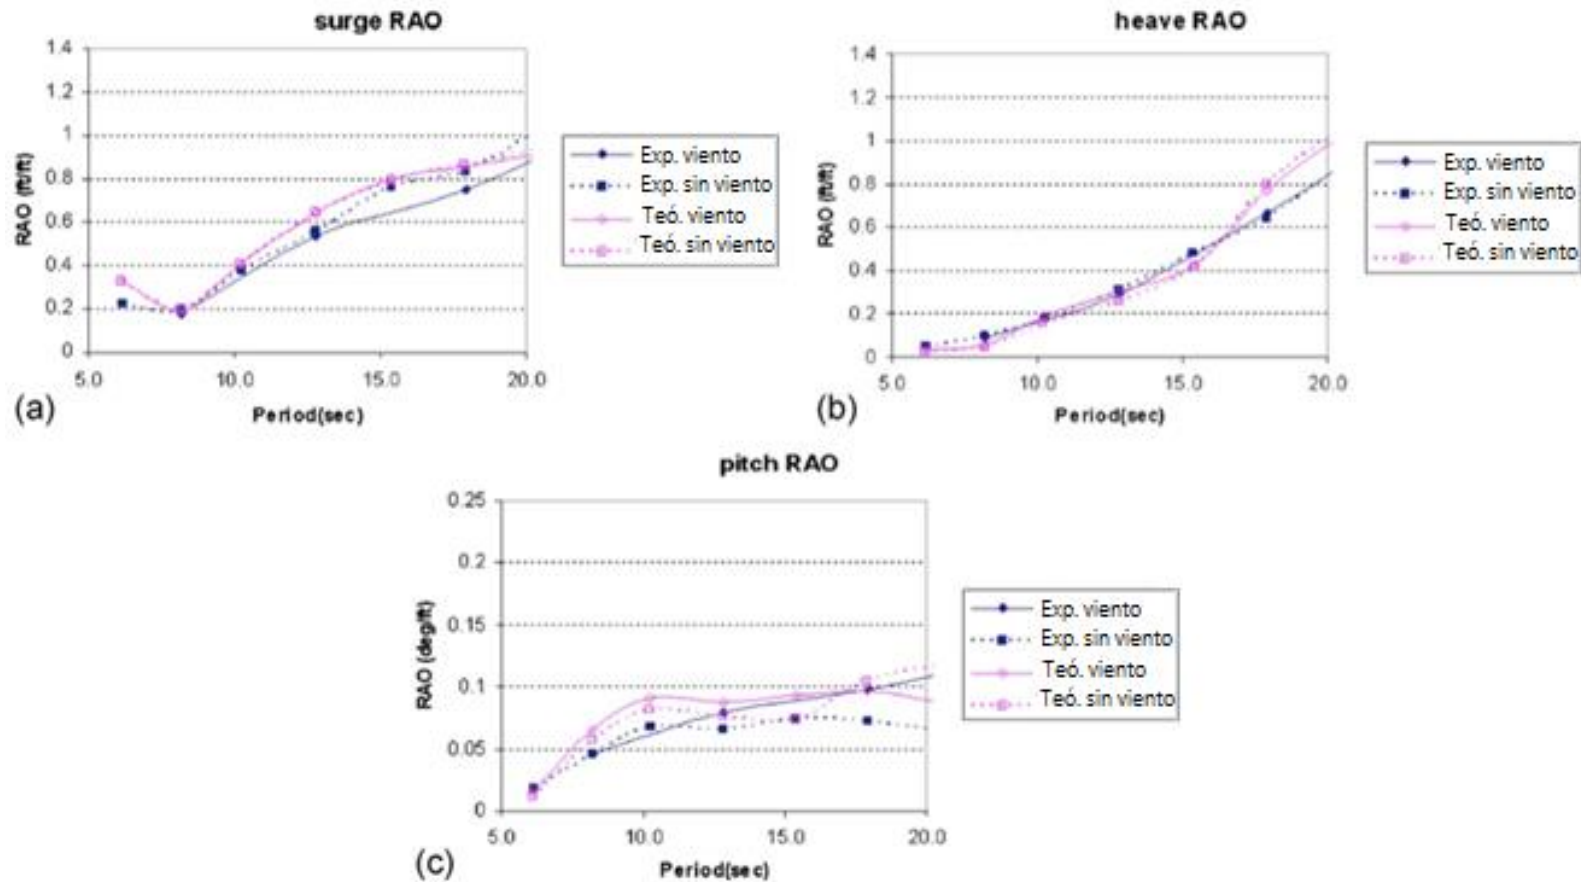 surge RAO
1.4
1.2
1
0.8
0.6
0.4
0.2
0
RAO (ft/ft)
5.0 10.0 15.0 20.0
Period(sec)
(a)
Exp. viento
Exp. sin viento
Teó. viento
Teó. sin viento
heave RAO
1.4
1.2
1
0.8
0.6
0.4
0.2
0
RAO (ft/ft)
5.0 10.0 15.0 20.0
Period(sec)
(b)
Exp. viento
Exp. sin viento
Teó. viento
Teó. sin viento
pitch RAO
0.25
0.2
0.15
0.1
0.05
0
RAO (deg/ft)
5.0 10.0 15.0 20.0
Period(sec)
(c)
Exp. viento
Exp. sin viento
Teó. viento
Teó. sin viento